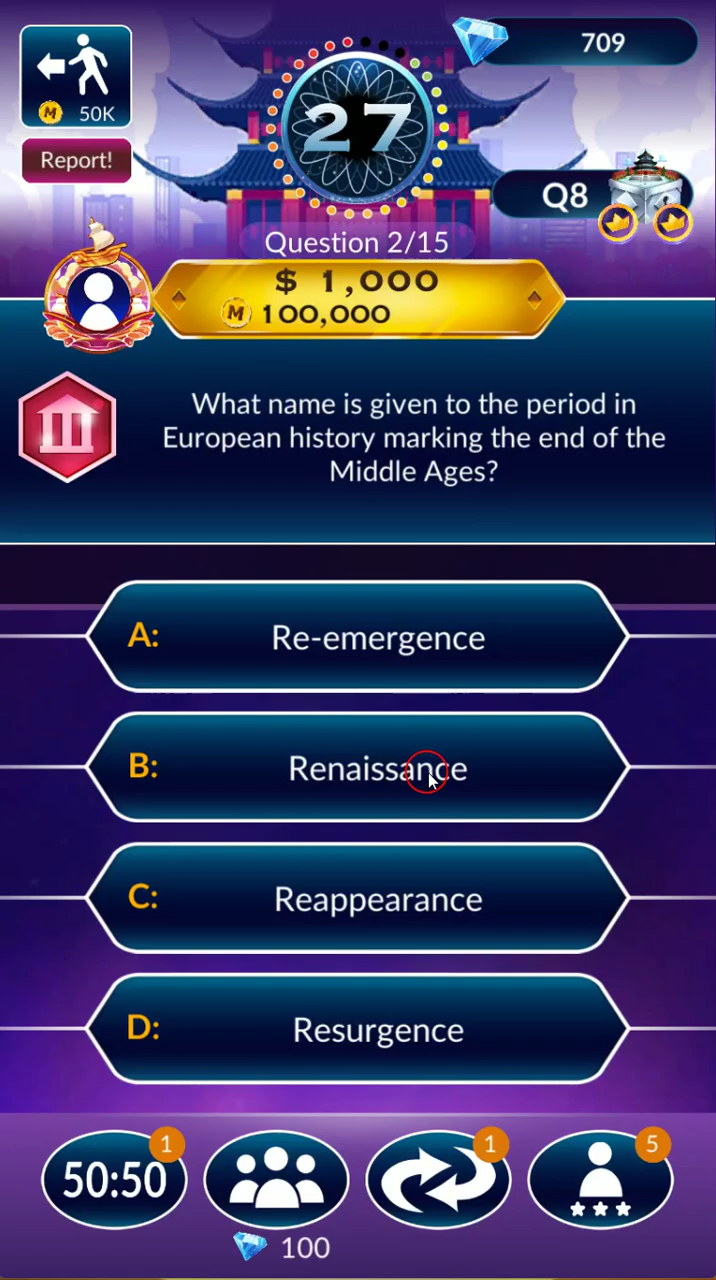 709
M 50K
27
Report!
Q8
Question 2/15
$ 1,000
M 100,000
What name is given to the period in
European history marking the end of the
Middle Ages?
A: Re-emergence
B: Renaissance
C: Reappearance
D: Resurgence
1
1
5
50:50
100